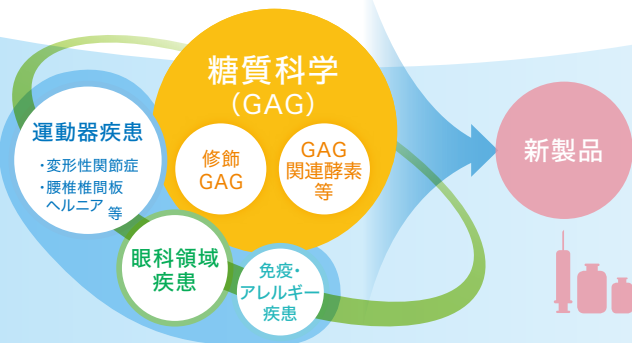 糖質科学
（GAG）
修飾
GAG
GAG
関連酵素
等
運動器疾患
・変形性関節症
・腰椎椎間板
ヘルニア 等
眼科領域
疾患
免疫・
アレルギー
疾患
新製品